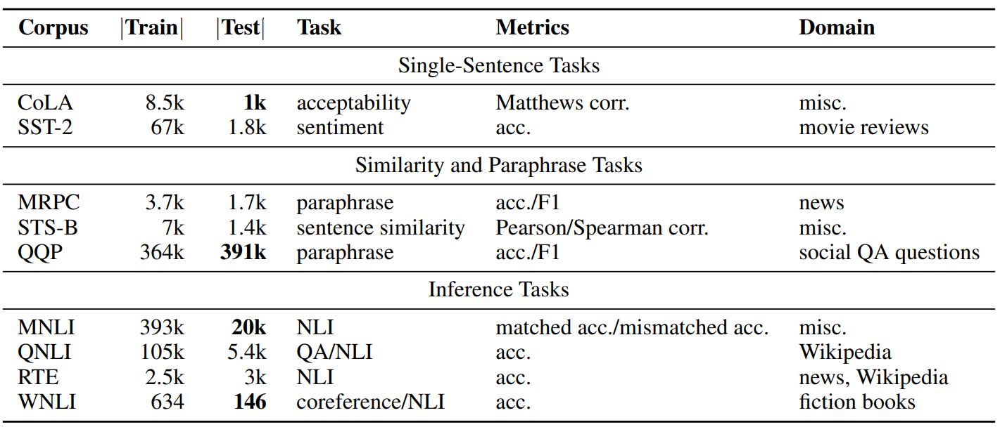 Corpus |Train| |Test| Task Metrics Domain
Single-Sentence Tasks
CoLA 8.5k 1k acceptability Matthews corr. misc.
SST-2 67k 1.8k sentiment acc. movie reviews
Similarity and Paraphrase Tasks
MRPC 3.7k 1.7k paraphrase acc./F1 news
STS-B 7k 1.4k sentence similarity Pearson/Spearman corr. misc.
QQP 364k 391k paraphrase acc./F1 social QA questions
Inference Tasks
MNLI 393k 20k NLI matched acc./mismatched acc. misc.
QNLI 105k 5.4k QA/NLI acc. Wikipedia
RTE 2.5k 3k NLI acc. news, Wikipedia
WNLI 634 146 coreference/NLI acc. fiction books